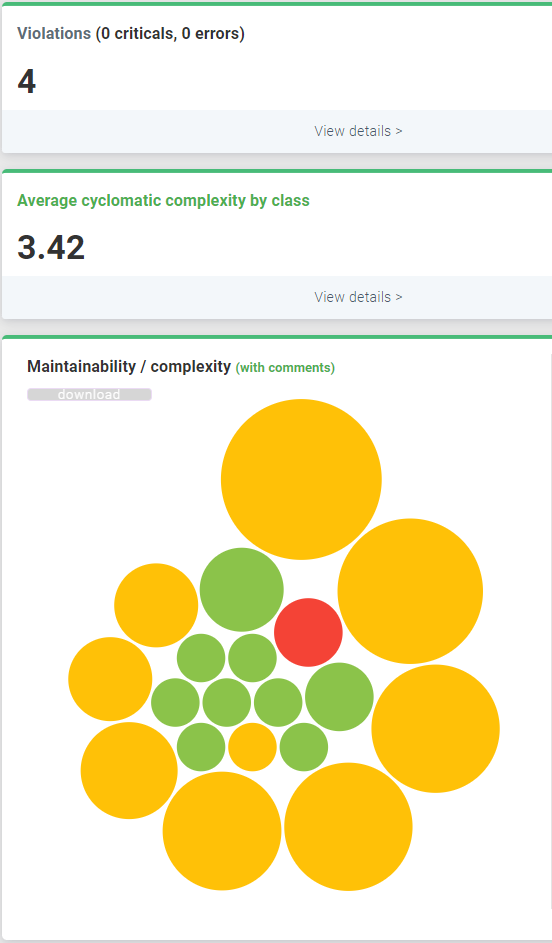 Violations (0 criticals, 0 errors)
4
View details >
Average cyclomatic complexity by class
3.42
View details >
Maintainability / complexity (with comments)
download